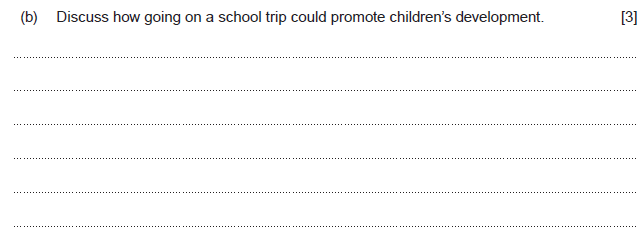 (b) Discuss how going on a school trip could promote children’s development. [3]